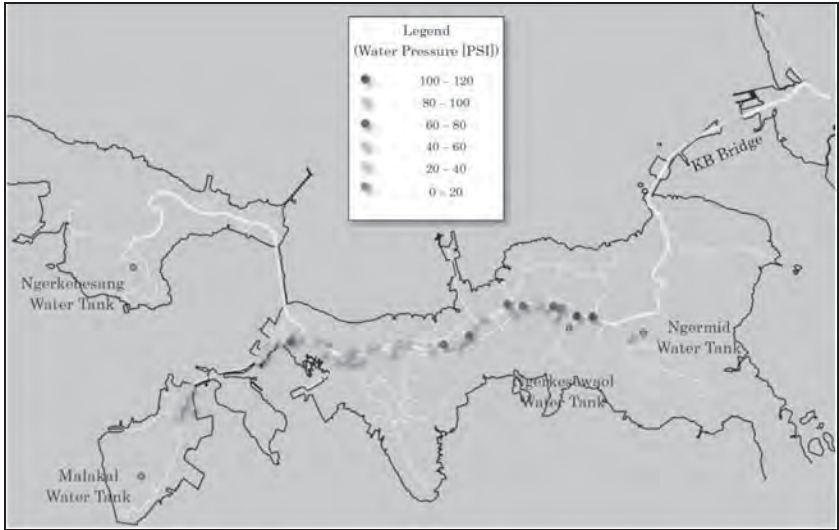 Legend
(Water Pressure [PSI])
100 – 120
80 – 100
60 – 80
40 – 60
20 – 40
0 – 20
KB Bridge
Ngerkebesang
Water Tank
Ngermid
Water Tank
Water Tank
Malakal
Water Tank